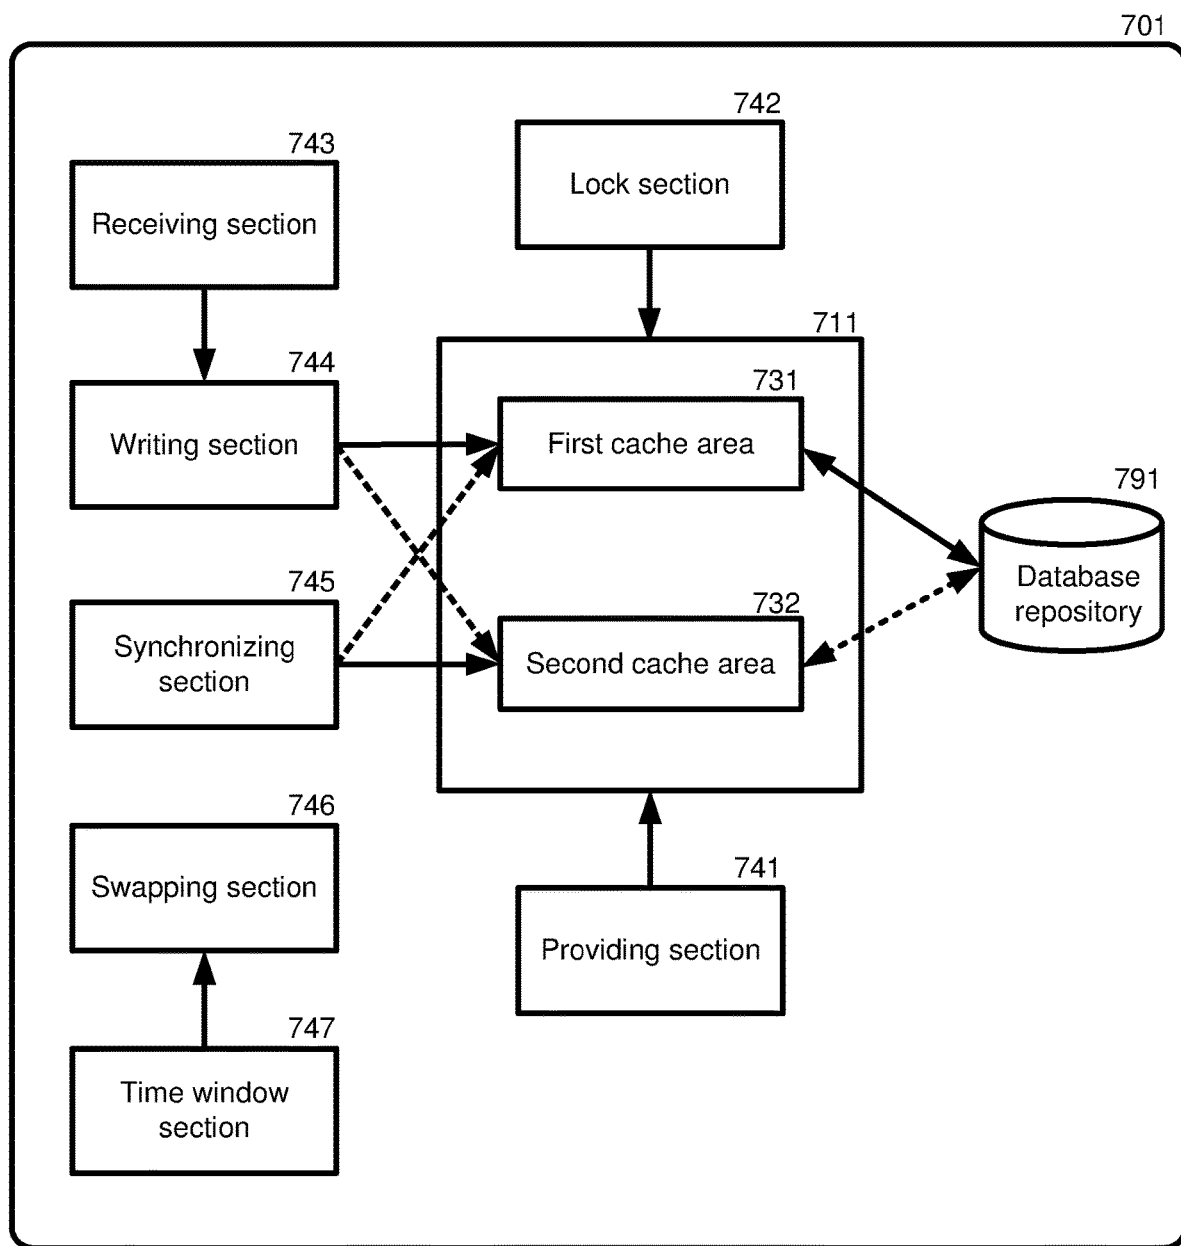 701
742
Lock section
743
Receiving section
711
744
Writing section
731
First cache area
791
Database
repository
745
Synchronizing
section
732
Second cache area
746
Swapping section
741
Providing section
747
Time window
section